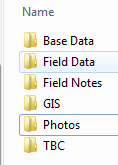 Name
Base Data
Field Data
Field Notes
GIS
Photos
TBC